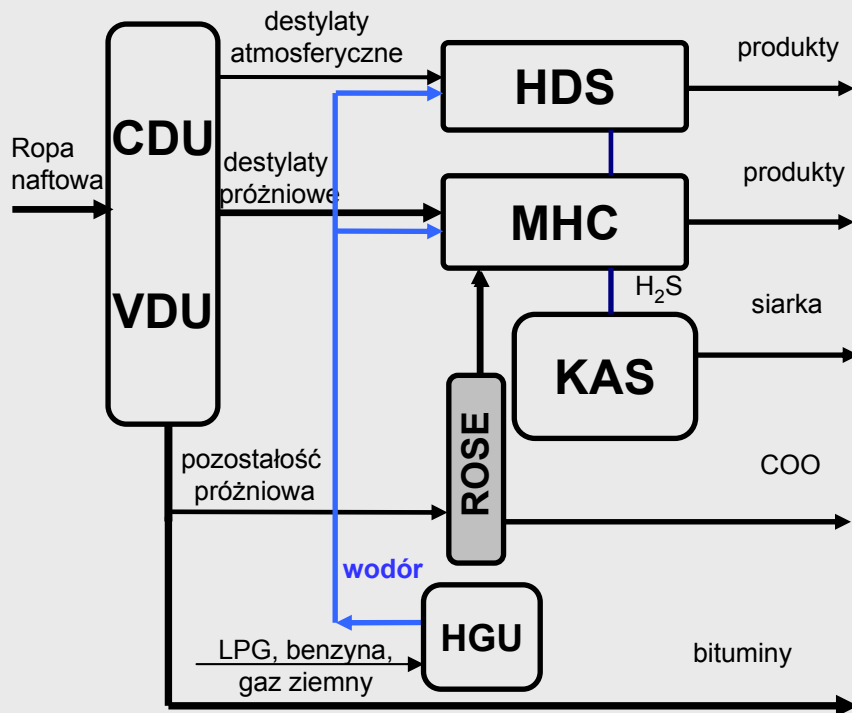 destylaty
atmosferyczne
produkty
HDS
CDU
Ropa
naftowa
destylaty
próżniowe
produkty
MHC
VDU
H₂S
siarka
KAS
ROSE
pozostałość
próżniowa
COO
wodór
HGU
LPG, benzyna,
gaz ziemny
bituminy